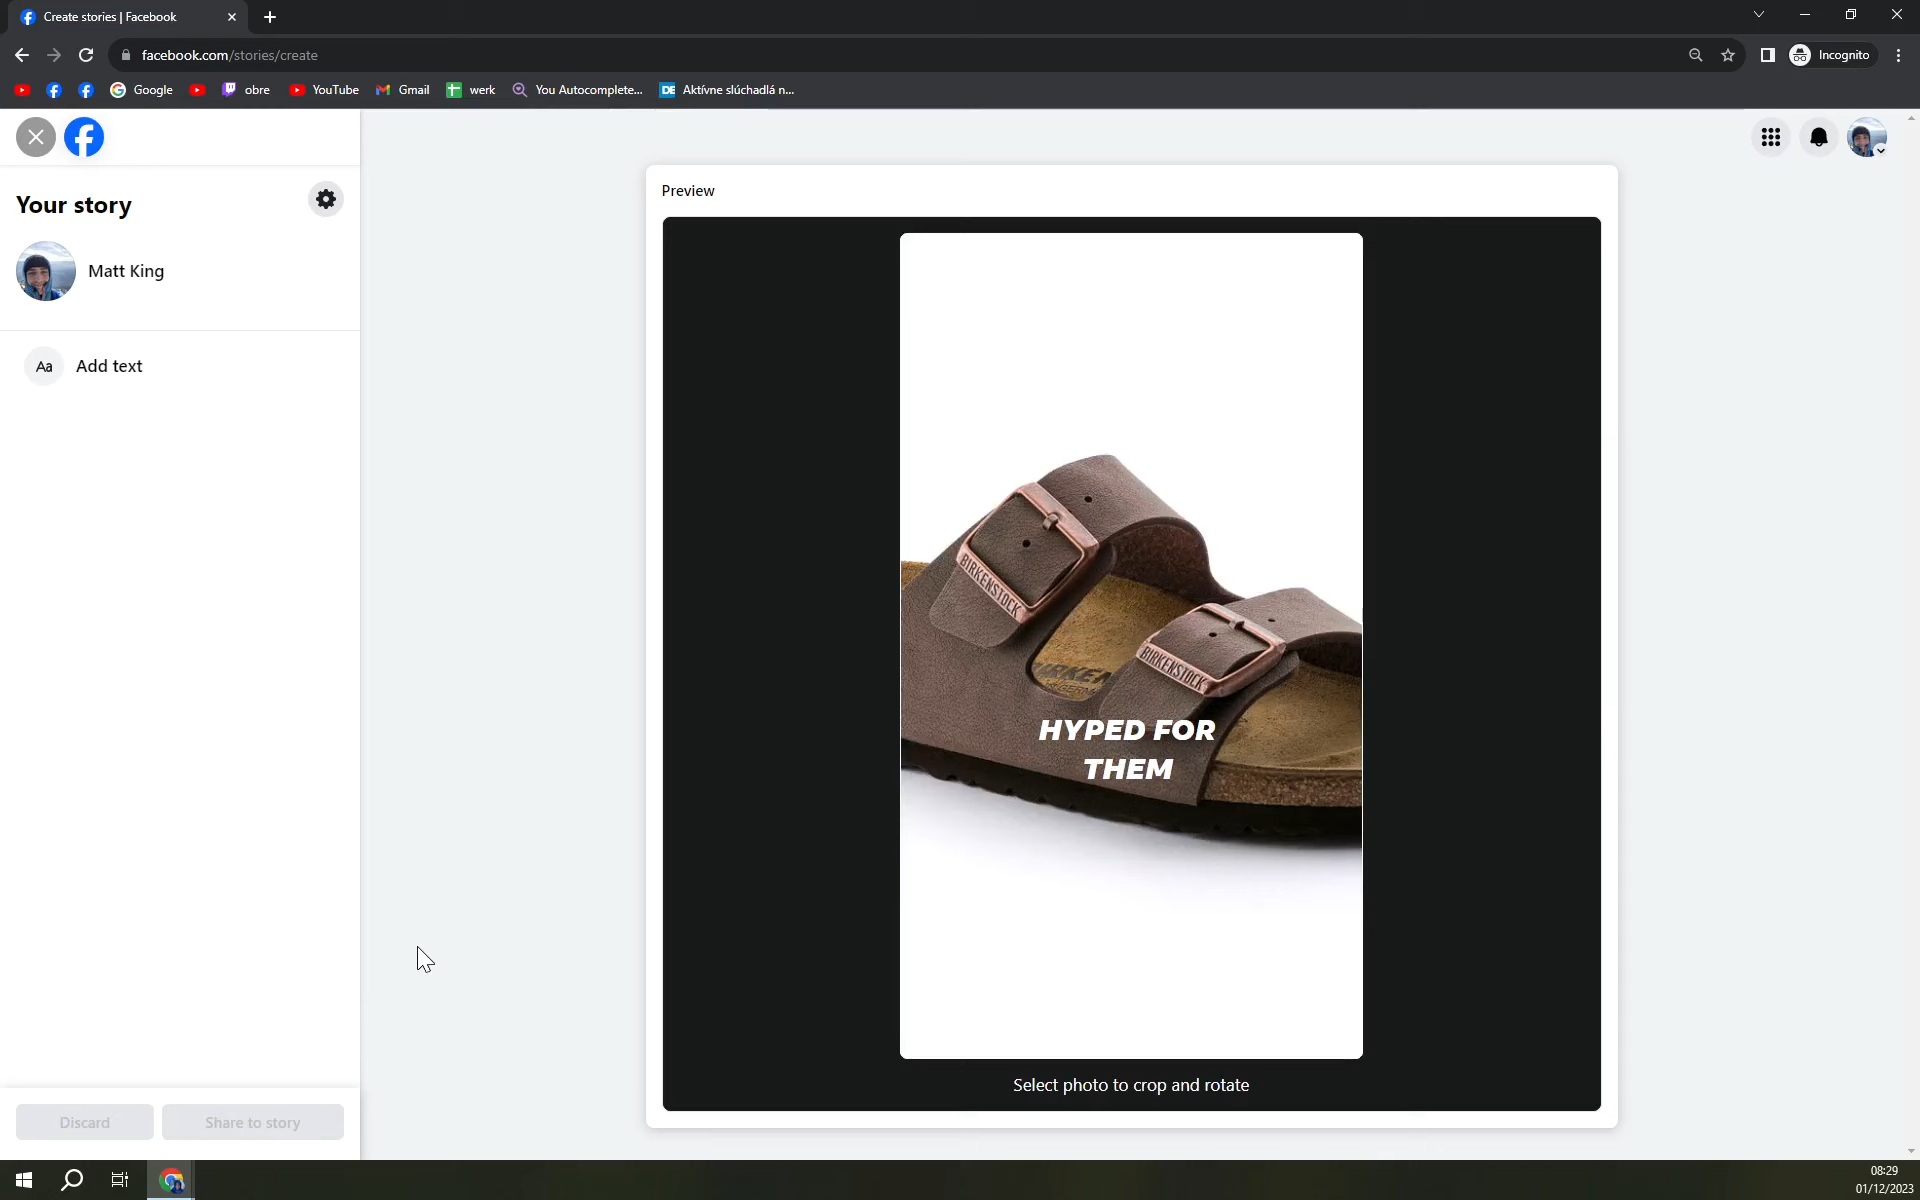 Create stories | Facebook
facebook.com/stories/create
Incognito
Google
obre
YouTube
Gmail
werk
You Autocomplete...
DE
Aktívne slúchadlá n...
Your story
Matt King
Aa
Add text
Discard
Share to story
Preview
BIRKENSTOCK
BIRKENSTOCK
HYPED FOR
THEM
Select photo to crop and rotate
08:29
01/12/2023